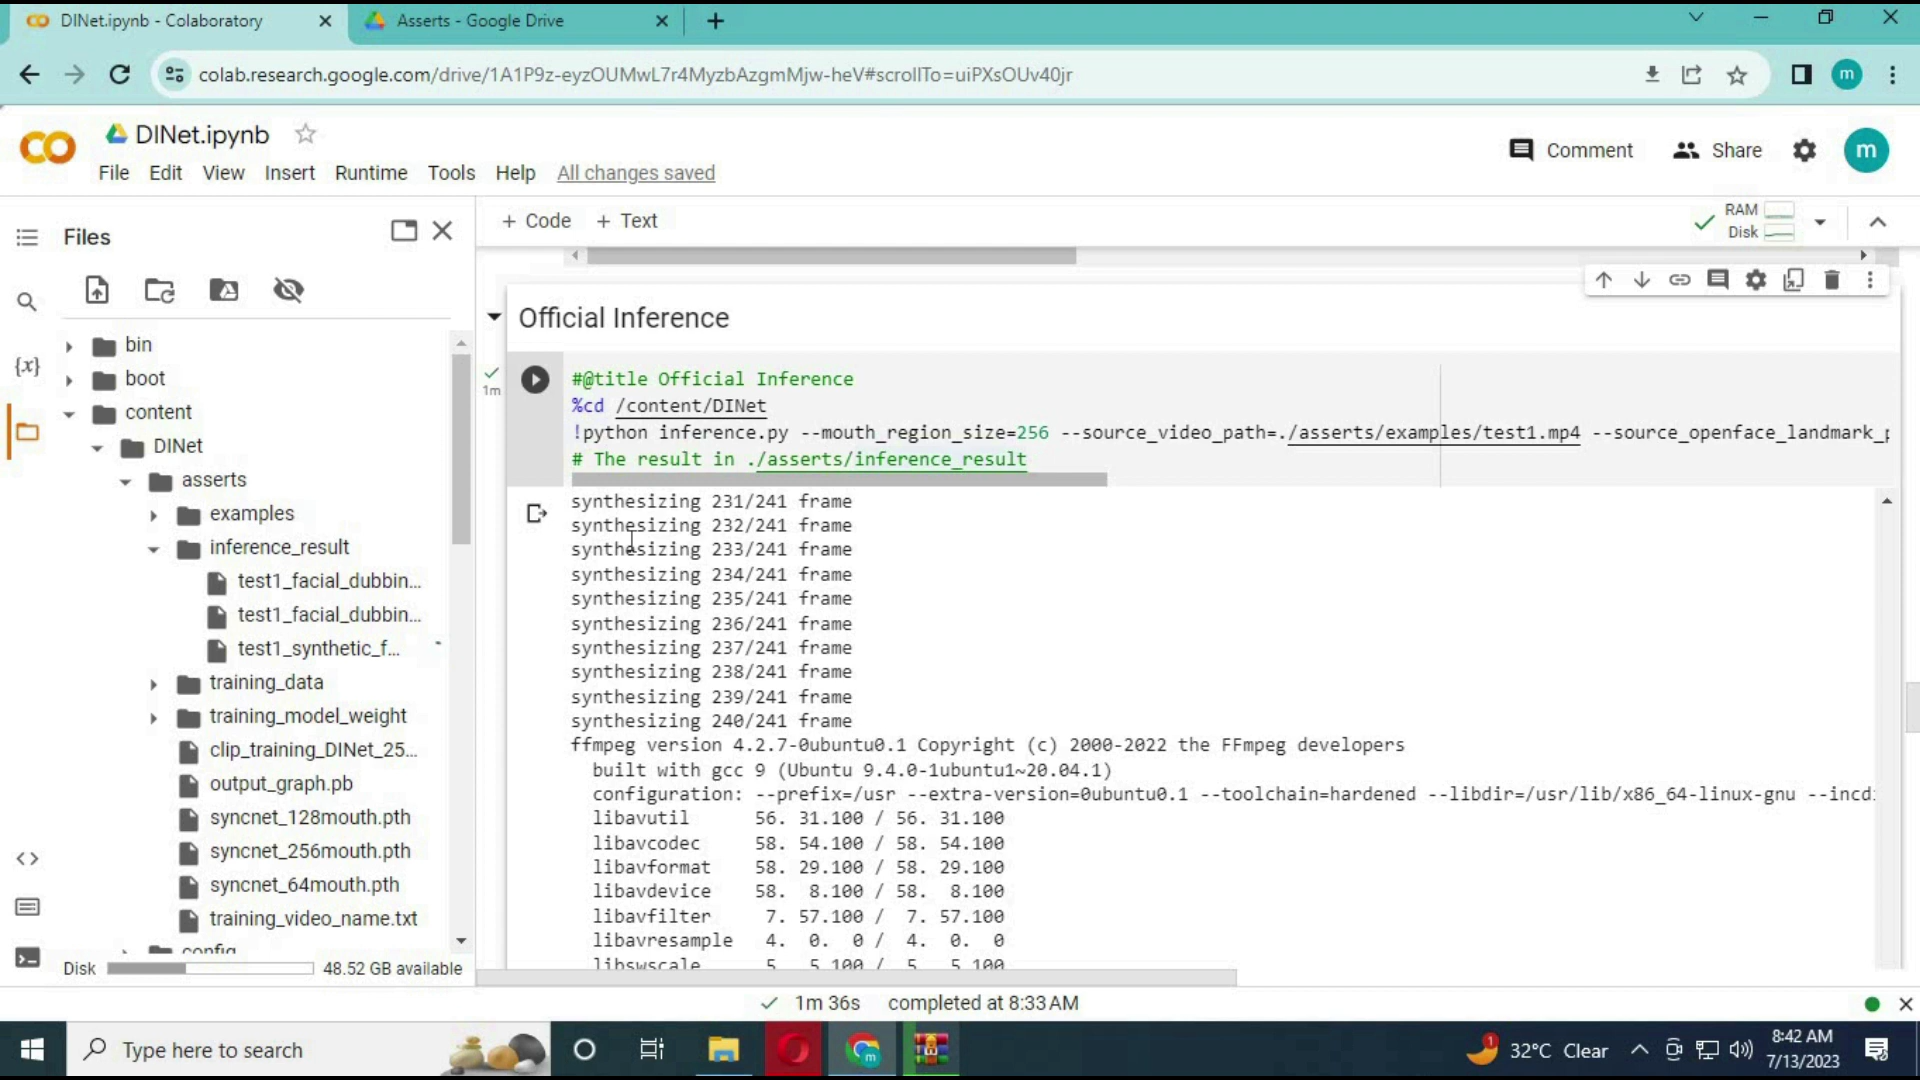 DINet.ipynb - Colaboratory
Asserts - Google Drive
colab.research.google.com/drive/1A1P9z-eyzOUMwL7r4MyzbAzgmMjw-heV#scrollTo=uiPXsOUv40jr
m
DINet.ipynb
File Edit View Insert Runtime Tools Help All changes saved
Comment
Share
m
Files
+ Code + Text
RAM
Disk
{x}
bin
boot
content
DINet
asserts
examples
inference_result
test1_facial_dubbin...
test1_facial_dubbin...
test1_synthetic_f...
training_data
training_model_weight
clip_training_DINet_25...
output_graph.pb
syncnet_128mouth.pth
syncnet_256mouth.pth
syncnet_64mouth.pth
training_video_name.txt
config
Disk 48.52 GB available
Official Inference
1m
#@title Official Inference
%cd /content/DINet
!python inference.py --mouth_region_size=256 --source_video_path=./asserts/examples/test1.mp4 --source_openface_landmark_p
# The result in ./asserts/inference_result
synthesizing 231/241 frame
synthesizing 232/241 frame
synthesizing 233/241 frame
synthesizing 234/241 frame
synthesizing 235/241 frame
synthesizing 236/241 frame
synthesizing 237/241 frame
synthesizing 238/241 frame
synthesizing 239/241 frame
synthesizing 240/241 frame
ffmpeg version 4.2.7-0ubuntu0.1 Copyright (c) 2000-2022 the FFmpeg developers
built with gcc 9 (Ubuntu 9.4.0-1ubuntu1~20.04.1)
configuration: --prefix=/usr --extra-version=0ubuntu0.1 --toolchain=hardened --libdir=/usr/lib/x86_64-linux-gnu --incd
libavutil 56. 31.100 / 56. 31.100
libavcodec 58. 54.100 / 58. 54.100
libavformat 58. 29.100 / 58. 29.100
libavdevice 58. 8.100 / 58. 8.100
libavfilter 7. 57.100 / 7. 57.100
libavresample 4. 0. 0 / 4. 0. 0
libswscale 5. 5.100 / 5. 5.100
1m 36s completed at 8:33 AM
Type here to search
1
32°C Clear
8:42 AM
7/13/2023